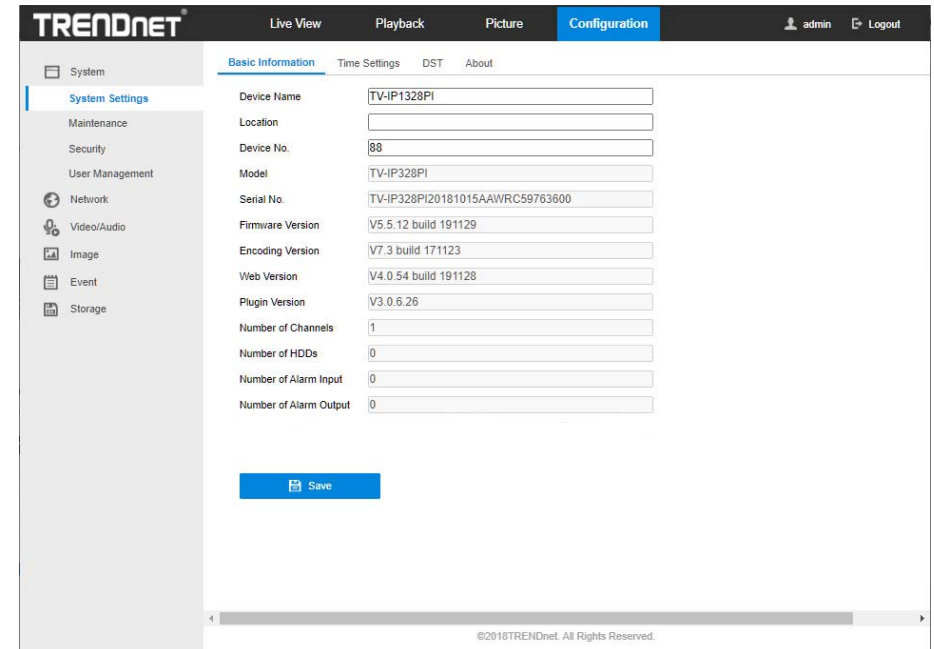 TRENDnet® Live View Playback Picture Configuration admin Logout
Basic Information Time Settings DST About
System
System Settings
Maintenance
Security
User Management
Network
Video/Audio
Image
Event
Storage
Device Name TV-IP1328PI
Location
Device No. 88
Model TV-IP328PI
Serial No. TV-IP328PI20181015AAWRC59763600
Firmware Version V5.5.12 build 191129
Encoding Version V7.3 build 171123
Web Version V4.0.54 build 191128
Plugin Version V3.0.6.26
Number of Channels 1
Number of HDDs 0
Number of Alarm Input 0
Number of Alarm Output 0
Save
©2018TRENDnet. All Rights Reserved.